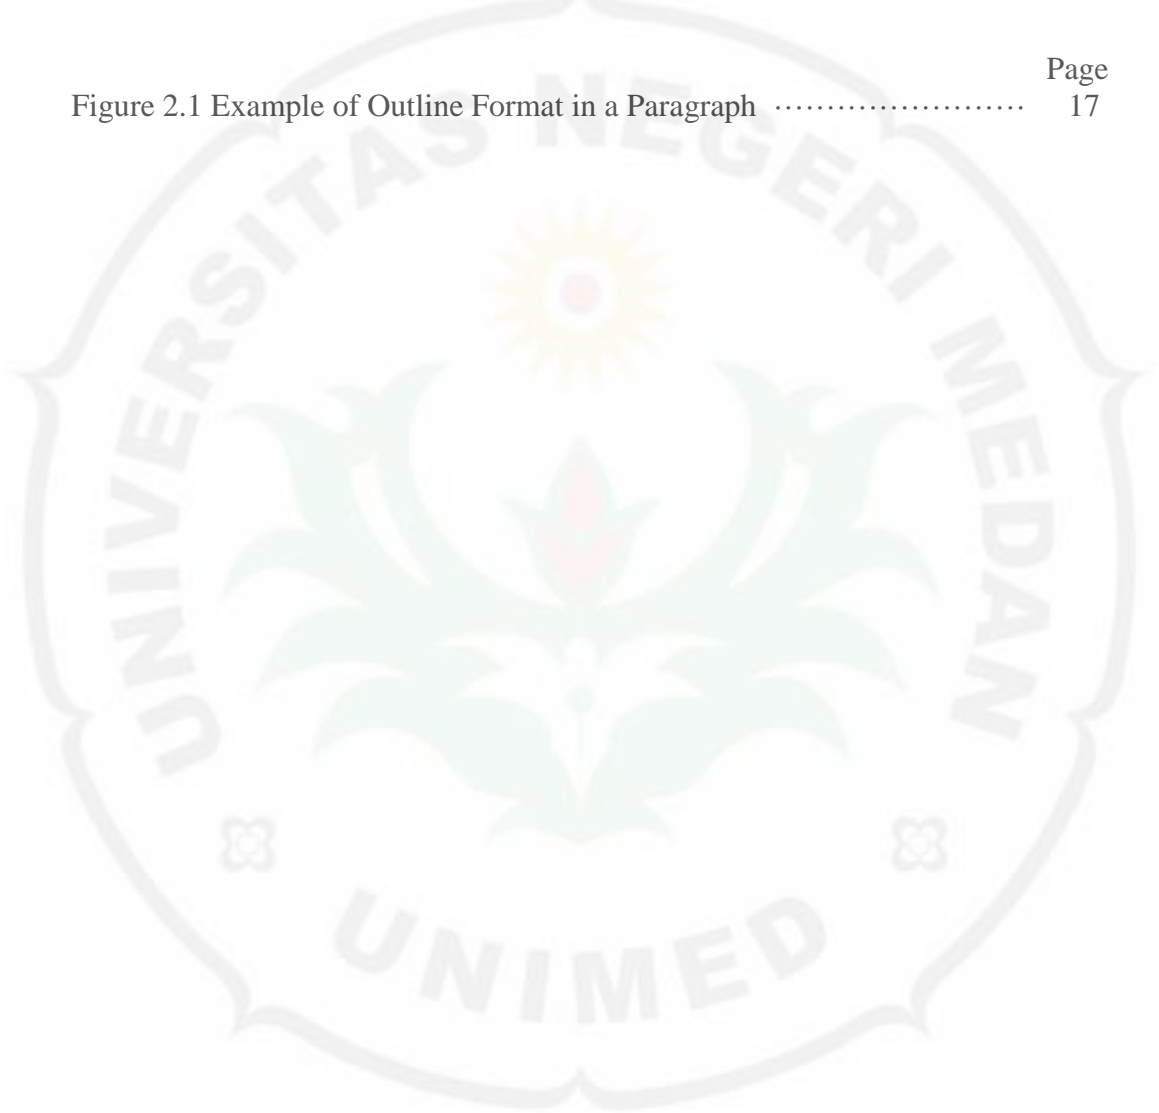 Page
Figure 2.1 Example of Outline Format in a Paragraph ........................ 17
UNIVERSITAS NEGERI MEDAN
UNIMED